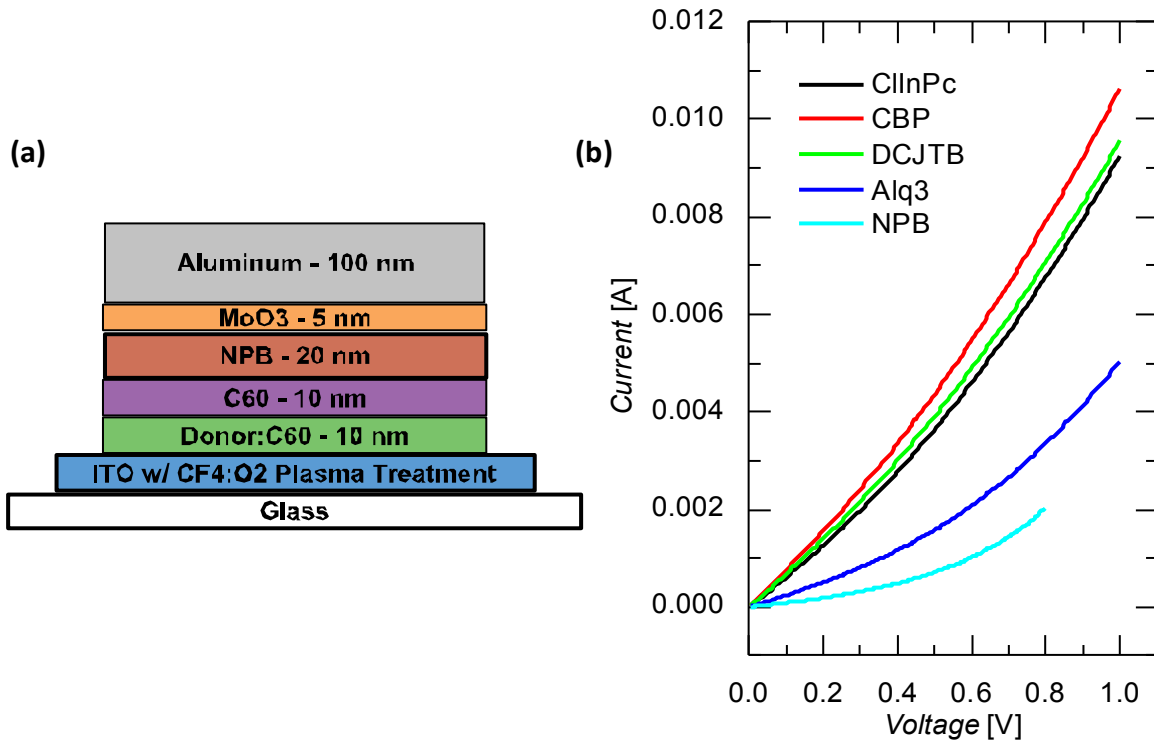 (a)
Aluminum - 100 nm
MoO3 - 5 nm
NPB - 20 nm
C60 - 10 nm
Donor:C60 - 10 nm
ITO w/ CF4:O2 Plasma Treatment
Glass
(b)
ClInPc
CBP
DCJTB
Alq3
NPB
Current [A]
0.012
0.010
0.008
0.006
0.004
0.002
0.000
0.0 0.2 0.4 0.6 0.8 1.0
Voltage [V]